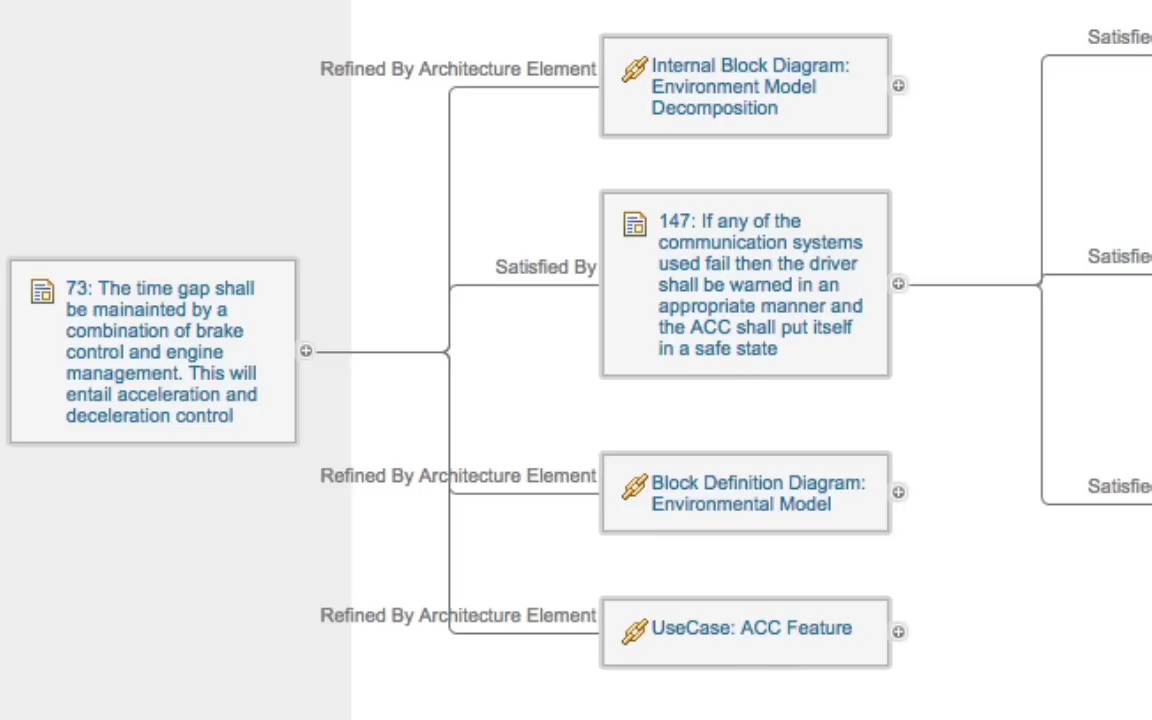 Satisfie
Refined By Architecture Element
Internal Block Diagram:
Environment Model
Decomposition
147: If any of the
communication systems
used fail then the driver
shall be warned in an
appropriate manner and
the ACC shall put itself
in a safe state
Satisfied By
Satisfie
73: The time gap shall
be mainainted by a
combination of brake
control and engine
management. This will
entail acceleration and
deceleration control
Refined By Architecture Element
Block Definition Diagram:
Environmental Model
Satisfie
Refined By Architecture Element
UseCase: ACC Feature